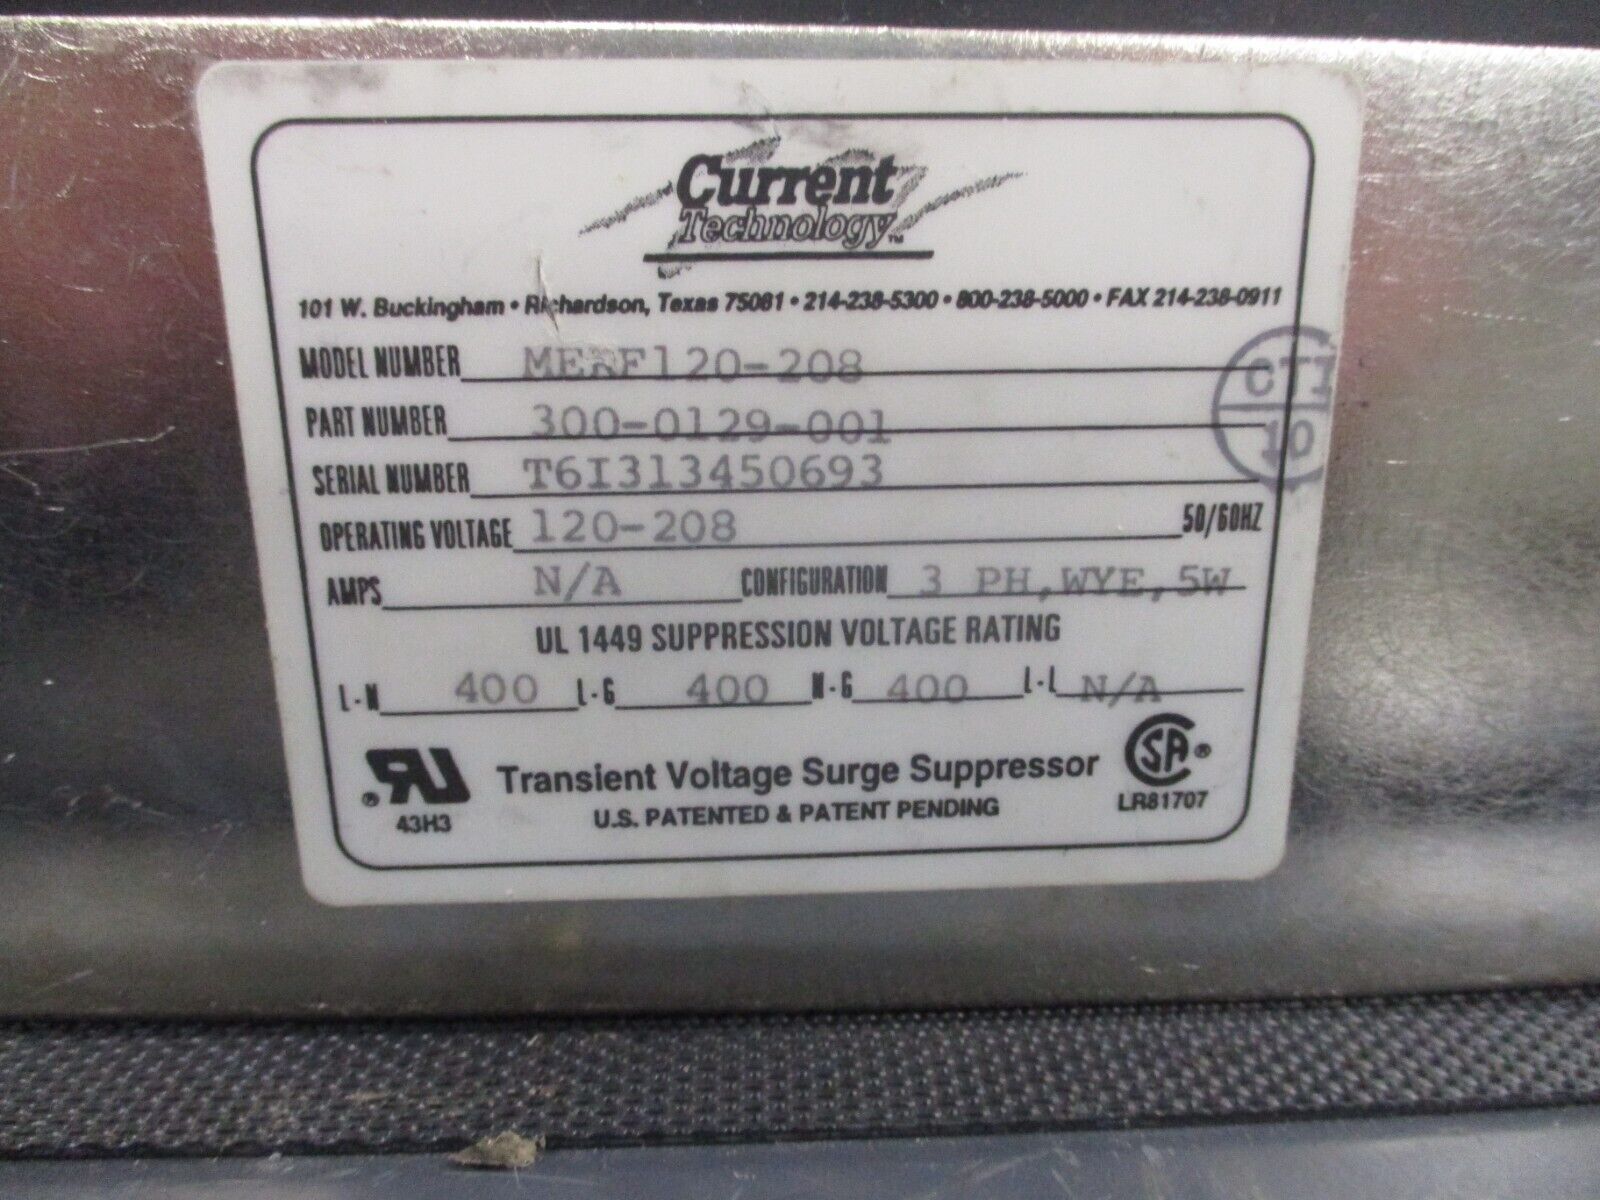 Current
Technology™
101 W. Buckingham • Richardson, Texas 75081 • 214-238-5300 • 800-238-5000 • FAX 214-238-0911
MODEL NUMBER MERF120-208
PART NUMBER 300-0129-001
SERIAL NUMBER T6I313450693
OPERATING VOLTAGE 120-208 50/60HZ
AMPS N/A CONFIGURATION 3 PH,WYE,5W
UL 1449 SUPPRESSION VOLTAGE RATING
L-N 400 L-G 400 N-G 400 L-L N/A
CTI
10
Transient Voltage Surge Suppressor
U.S. PATENTED & PATENT PENDING
RU®
43H3
CSA®
LR81707